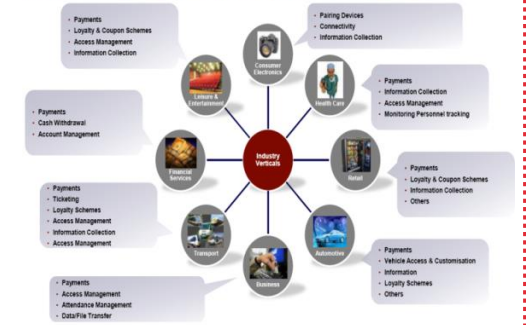 • Payments
• Loyalty & Coupon Schemes
• Access Management
• Information Collection
• Pairing Devices
• Connectivity
• Information Collection
Consumer
Electronics
Leisure &
Entertainment
Health Care
• Payments
• Information Collection
• Access Management
• Monitoring Personnel tracking
• Payments
• Cash Withdrawal
• Account Management
Financial
Services
Industry
Verticals
Retail
• Payments
• Loyalty & Coupon Schemes
• Information Collection
• Others
• Payments
• Ticketing
• Loyalty Schemes
• Access Management
• Information Collection
• Access Management
Transport
Automotive
• Payments
• Vehicle Access & Customisation
• Information
• Loyalty Schemes
• Others
Business
• Payments
• Access Management
• Attendance Management
• Data/File Transfer